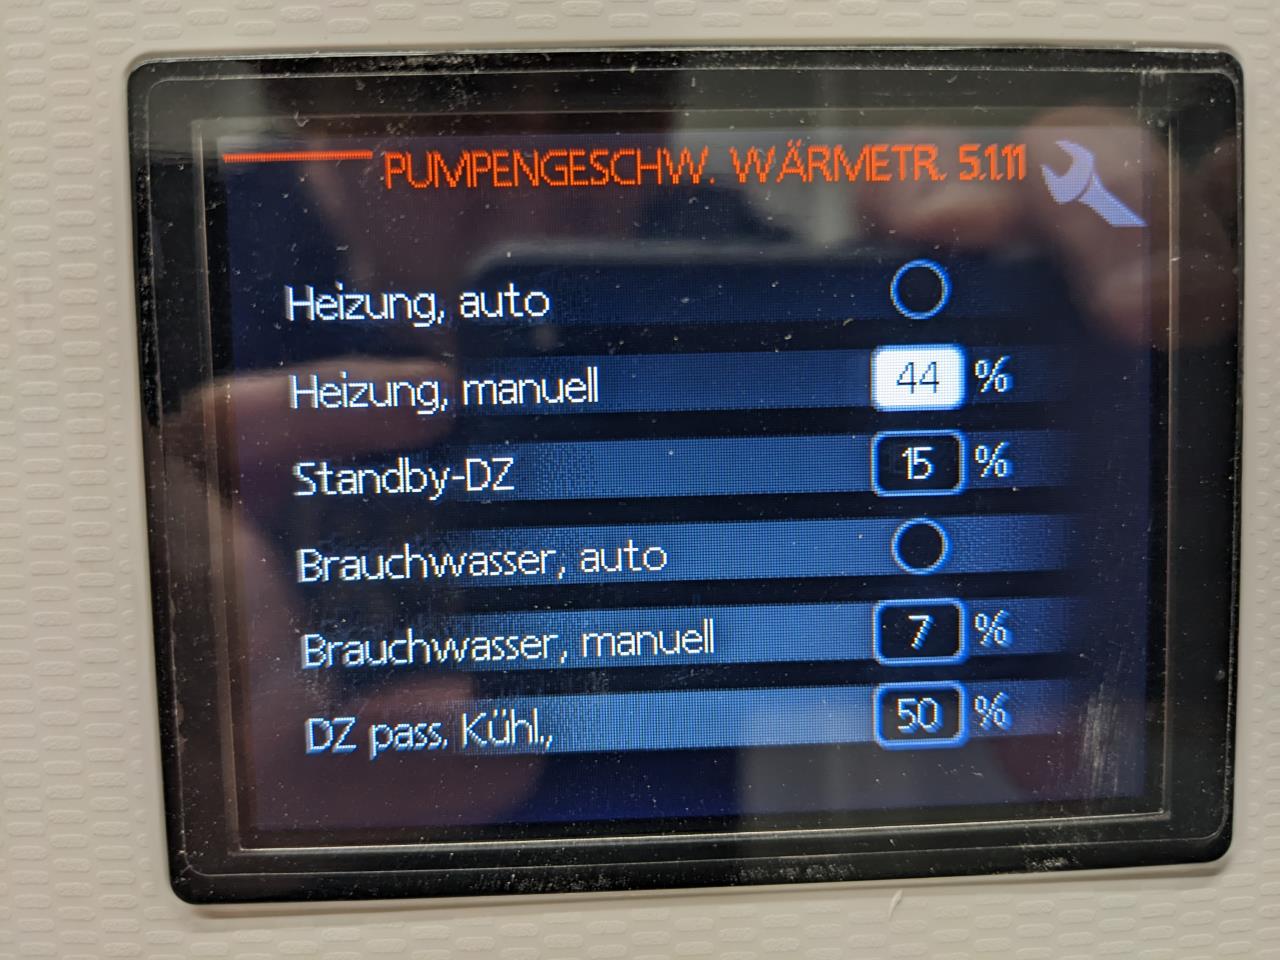 PUMPENGESCHW. WÄRMETR. 5.1.11
Heizung, auto
Heizung, manuell 44 %
Standby-DZ 15 %
Brauchwasser, auto
Brauchwasser, manuell 7 %
DZ pass. Kühl., 50 %